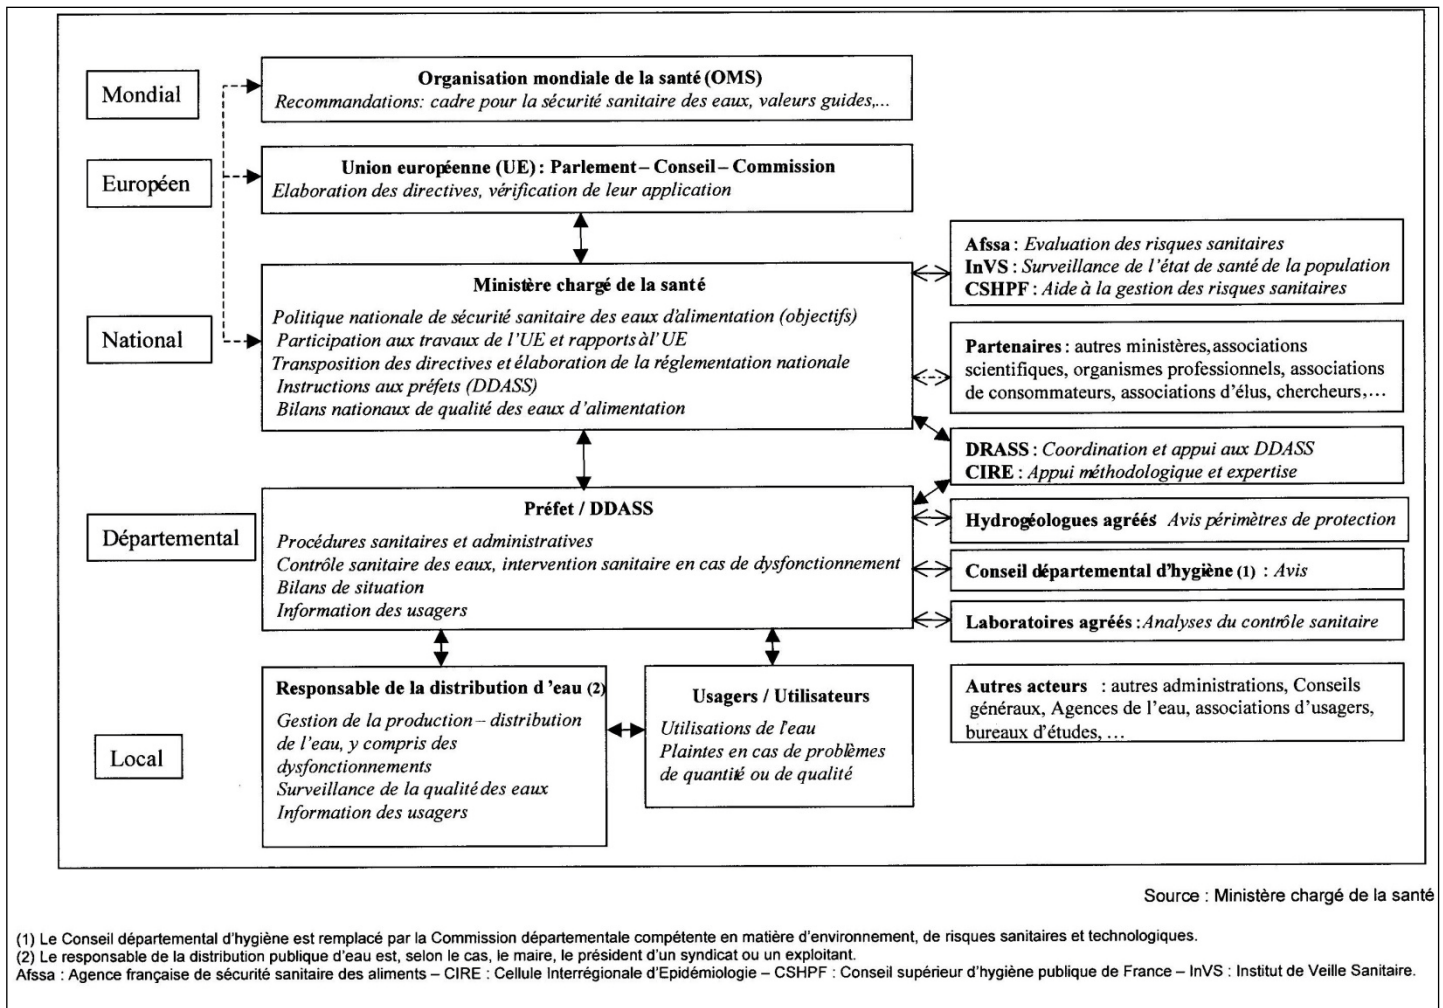 Mondial
Organisation mondiale de la santé (OMS)
Recommandations: cadre pour la sécurité sanitaire des eaux, valeurs guides,...
Européen
Union européenne (UE) : Parlement – Conseil – Commission
Elaboration des directives, vérification de leur application
National
Ministère chargé de la santé
Politique nationale de sécurité sanitaire des eaux d'alimentation (objectifs)
Participation aux travaux de l'UE et rapports à l'UE
Transposition des directives et élaboration de la réglementation nationale
Instructions aux préfets (DDASS)
Bilans nationaux de qualité des eaux d'alimentation
Afssa : Evaluation des risques sanitaires
InVS : Surveillance de l'état de santé de la population
CSHPF : Aide à la gestion des risques sanitaires
Partenaires : autres ministères, associations
scientifiques, organismes professionnels, associations
de consommateurs, associations d'élus, chercheurs,...
DRASS : Coordination et appui aux DDASS
CIRE : Appui méthodologique et expertise
Départemental
Préfet / DDASS
Procédures sanitaires et administratives
Contrôle sanitaire des eaux, intervention sanitaire en cas de dysfonctionnement
Bilans de situation
Information des usagers
Hydrogéologues agréés : Avis périmètres de protection
Conseil départemental d'hygiène (1) : Avis
Laboratoires agréés : Analyses du contrôle sanitaire
Local
Responsable de la distribution d'eau (2)
Gestion de la production – distribution
de l'eau, y compris des
dysfonctionnements
Surveillance de la qualité des eaux
Information des usagers
Usagers / Utilisateurs
Utilisations de l'eau
Plaintes en cas de problèmes
de quantité ou de qualité
Autres acteurs : autres administrations, Conseils
généraux, Agences de l'eau, associations d'usagers,
bureaux d'études, ...
Source : Ministère chargé de la santé
(1) Le Conseil départemental d'hygiène est remplacé par la Commission départementale compétente en matière d'environnement, de risques sanitaires et technologiques.
(2) Le responsable de la distribution publique d'eau est, selon le cas, le maire, le président d'un syndicat ou un exploitant.
Afssa : Agence française de sécurité sanitaire des aliments – CIRE : Cellule Interrégionale d'Epidémiologie – CSHPF : Conseil supérieur d'hygiène publique de France – InVS : Institut de Veille Sanitaire.